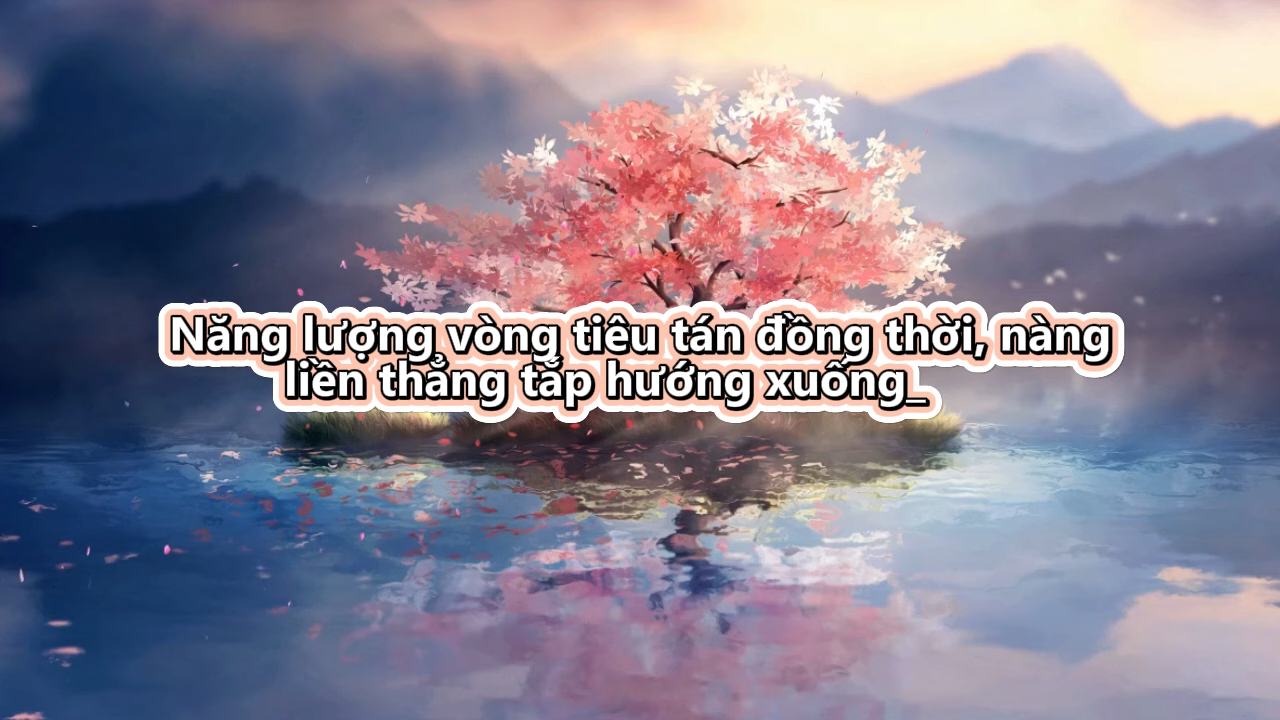 Năng lượng vòng tiêu tán đồng thời, nàng
liền thẳng tắp hướng xuống_